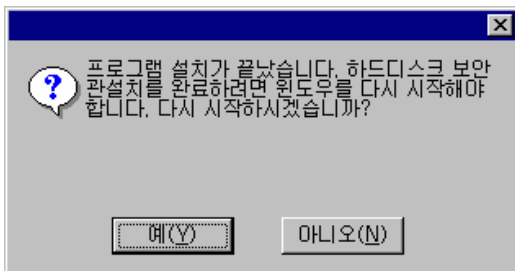 프로그램 설치가 끝났습니다. 하드디스크 보안
관설치를 완료하려면 윈도우를 다시 시작해야
합니다. 다시 시작하시겠습니까?
예(Y)
아니오(N)